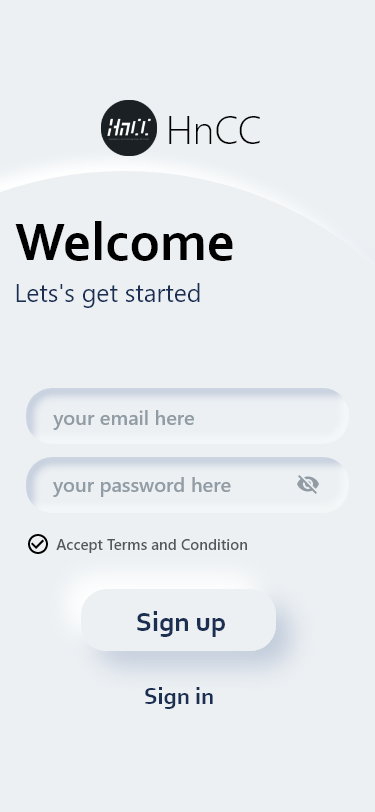 HnCC
HnCC
Welcome
Lets's get started
your email here
your password here
Accept Terms and Condition
Sign up
Sign in